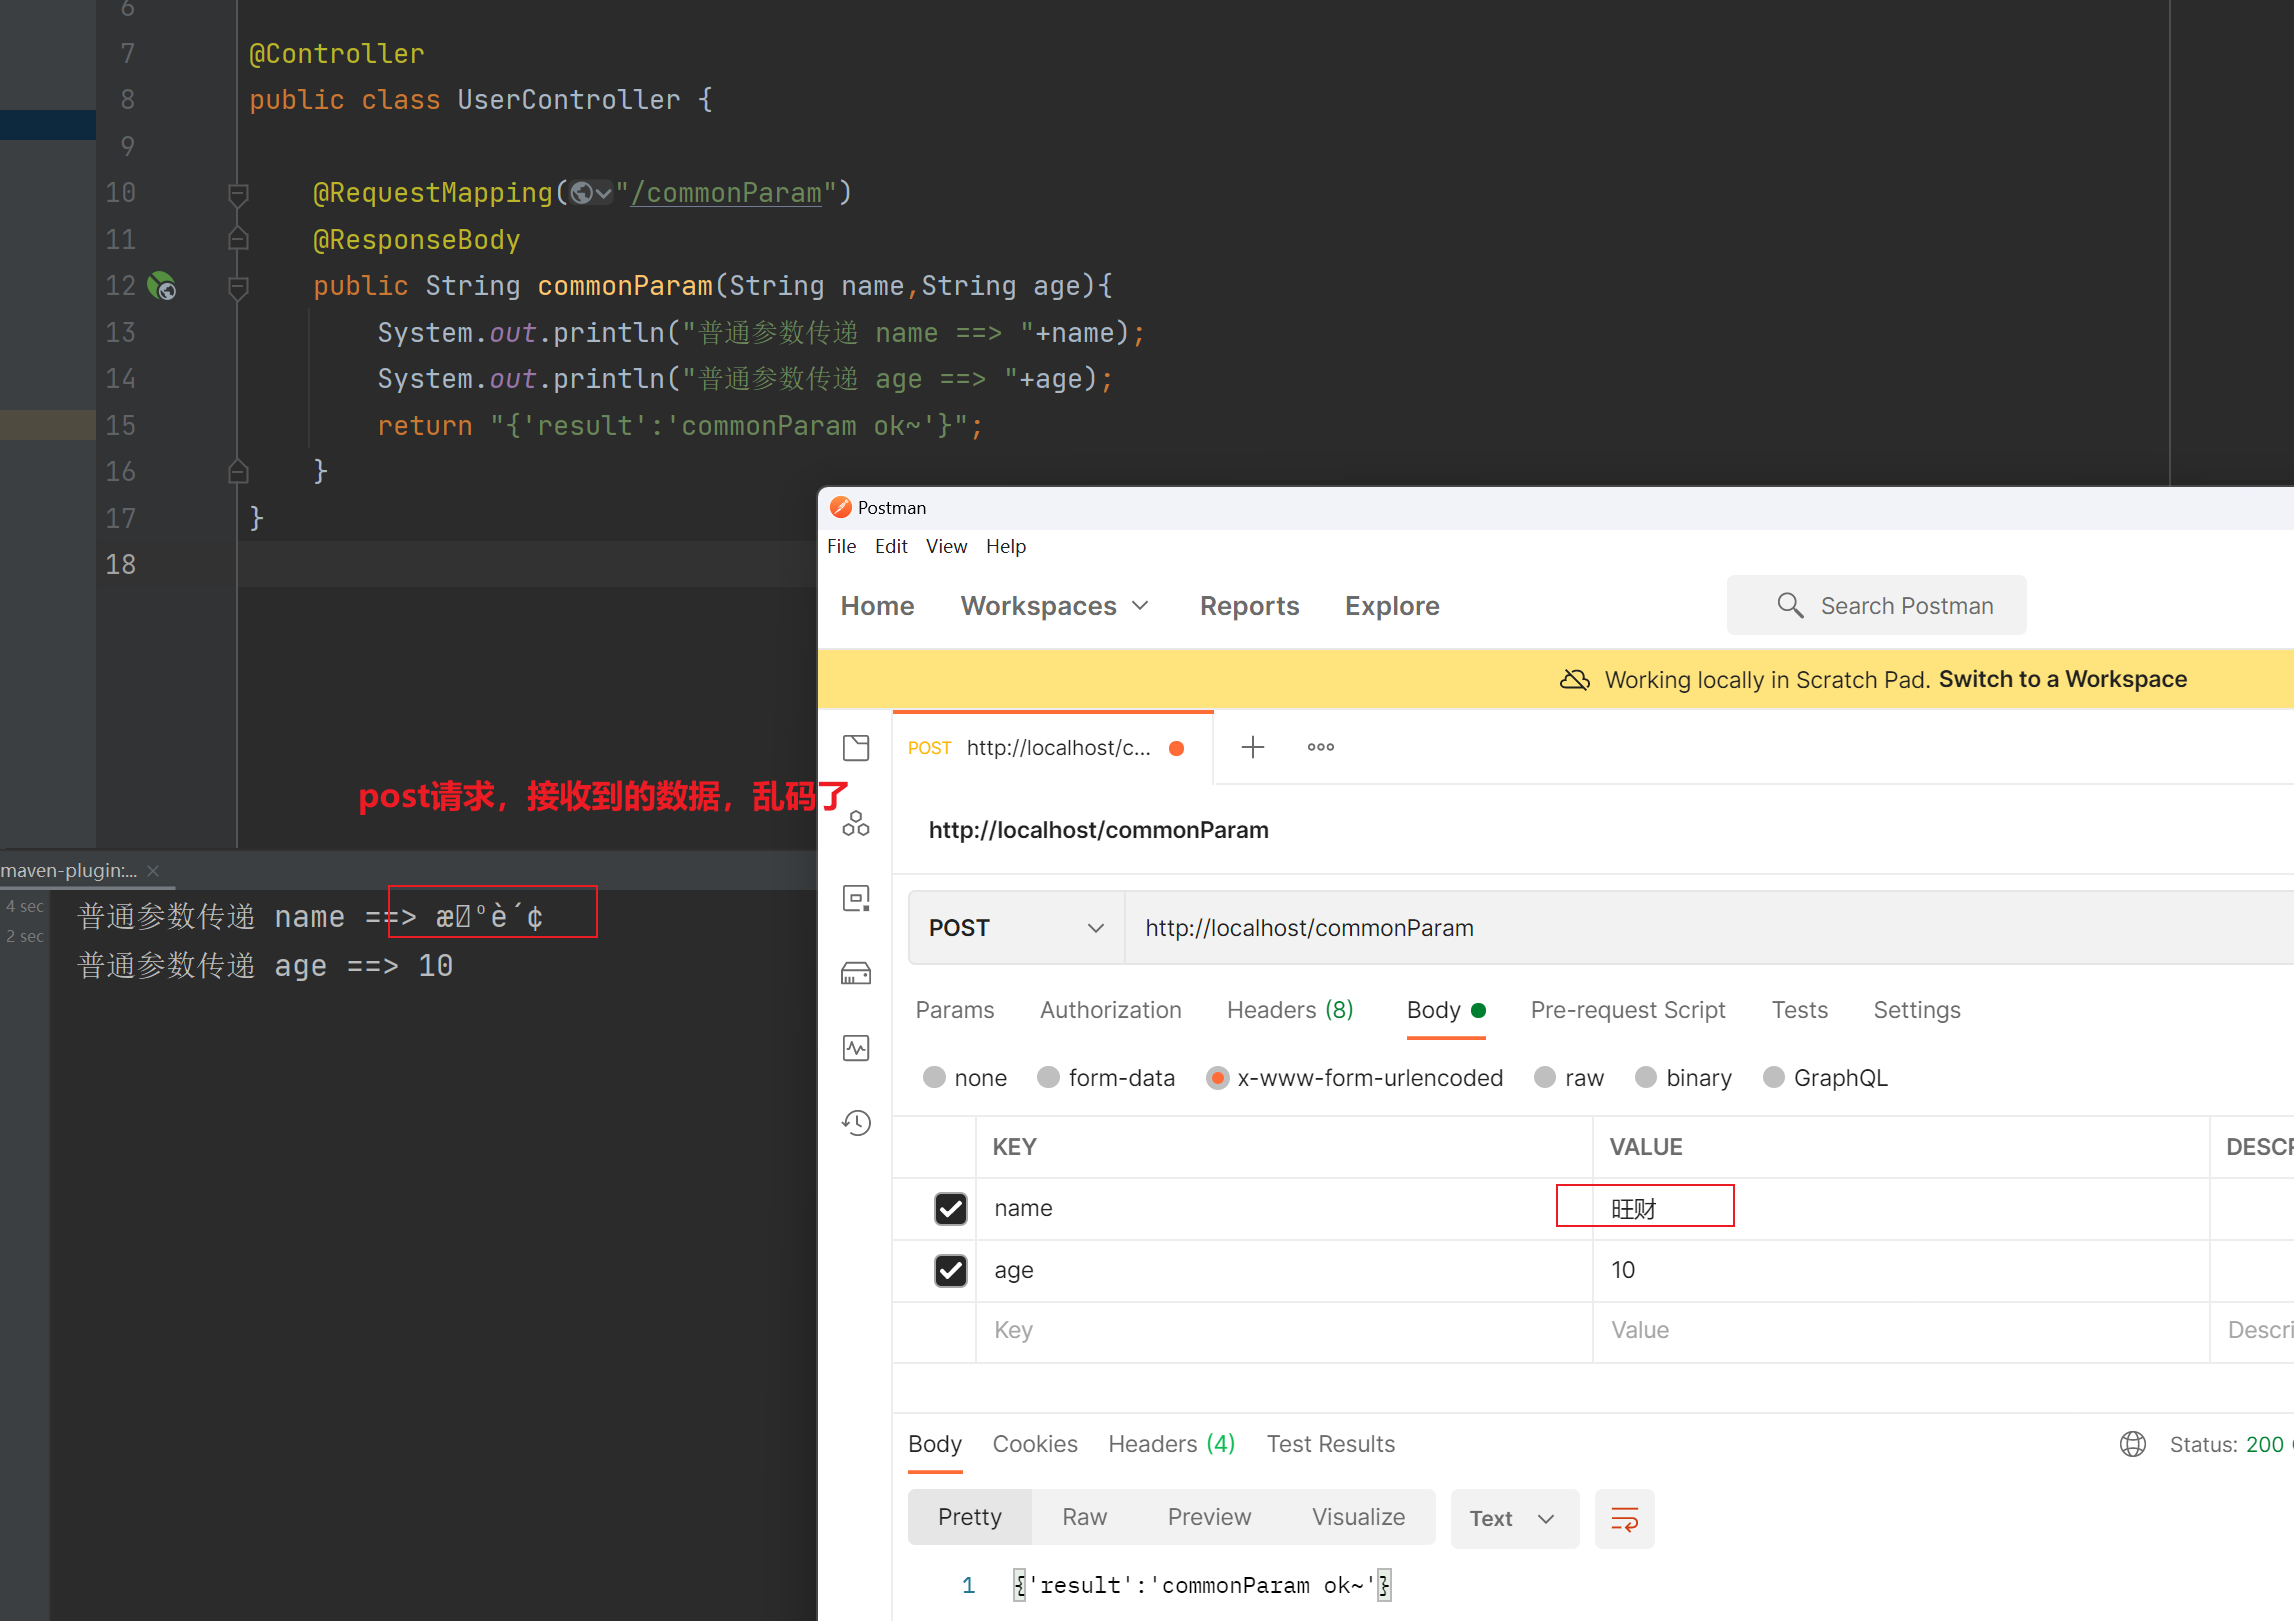 6
7 @Controller
8 public class UserController {
9
10 @RequestMapping("/commonParam")
11 @ResponseBody
12 public String commonParam(String name,String age){
13 System.out.println("普通参数传递 name ==> "+name);
14 System.out.println("普通参数传递 age ==> "+age);
15 return "{'result':'commonParam ok~'}";
16 }
17 }
18
post请求，接收到的数据，乱码了
maven-plugin:...
4 sec
2 sec
普通参数传递 name ==> æº è´¢
普通参数传递 age ==> 10
Postman
File Edit View Help
Home Workspaces Reports Explore Search Postman
Working locally in Scratch Pad. Switch to a Workspace
POST http://localhost/c...
http://localhost/commonParam
POST http://localhost/commonParam
Params Authorization Headers (8) Body Pre-request Script Tests Settings
none form-data x-www-form-urlencoded raw binary GraphQL
KEY VALUE DESCR
name 旺财
age 10
Key Value Descri
Body Cookies Headers (4) Test Results Status: 200
Pretty Raw Preview Visualize Text
1 {'result':'commonParam ok~'}